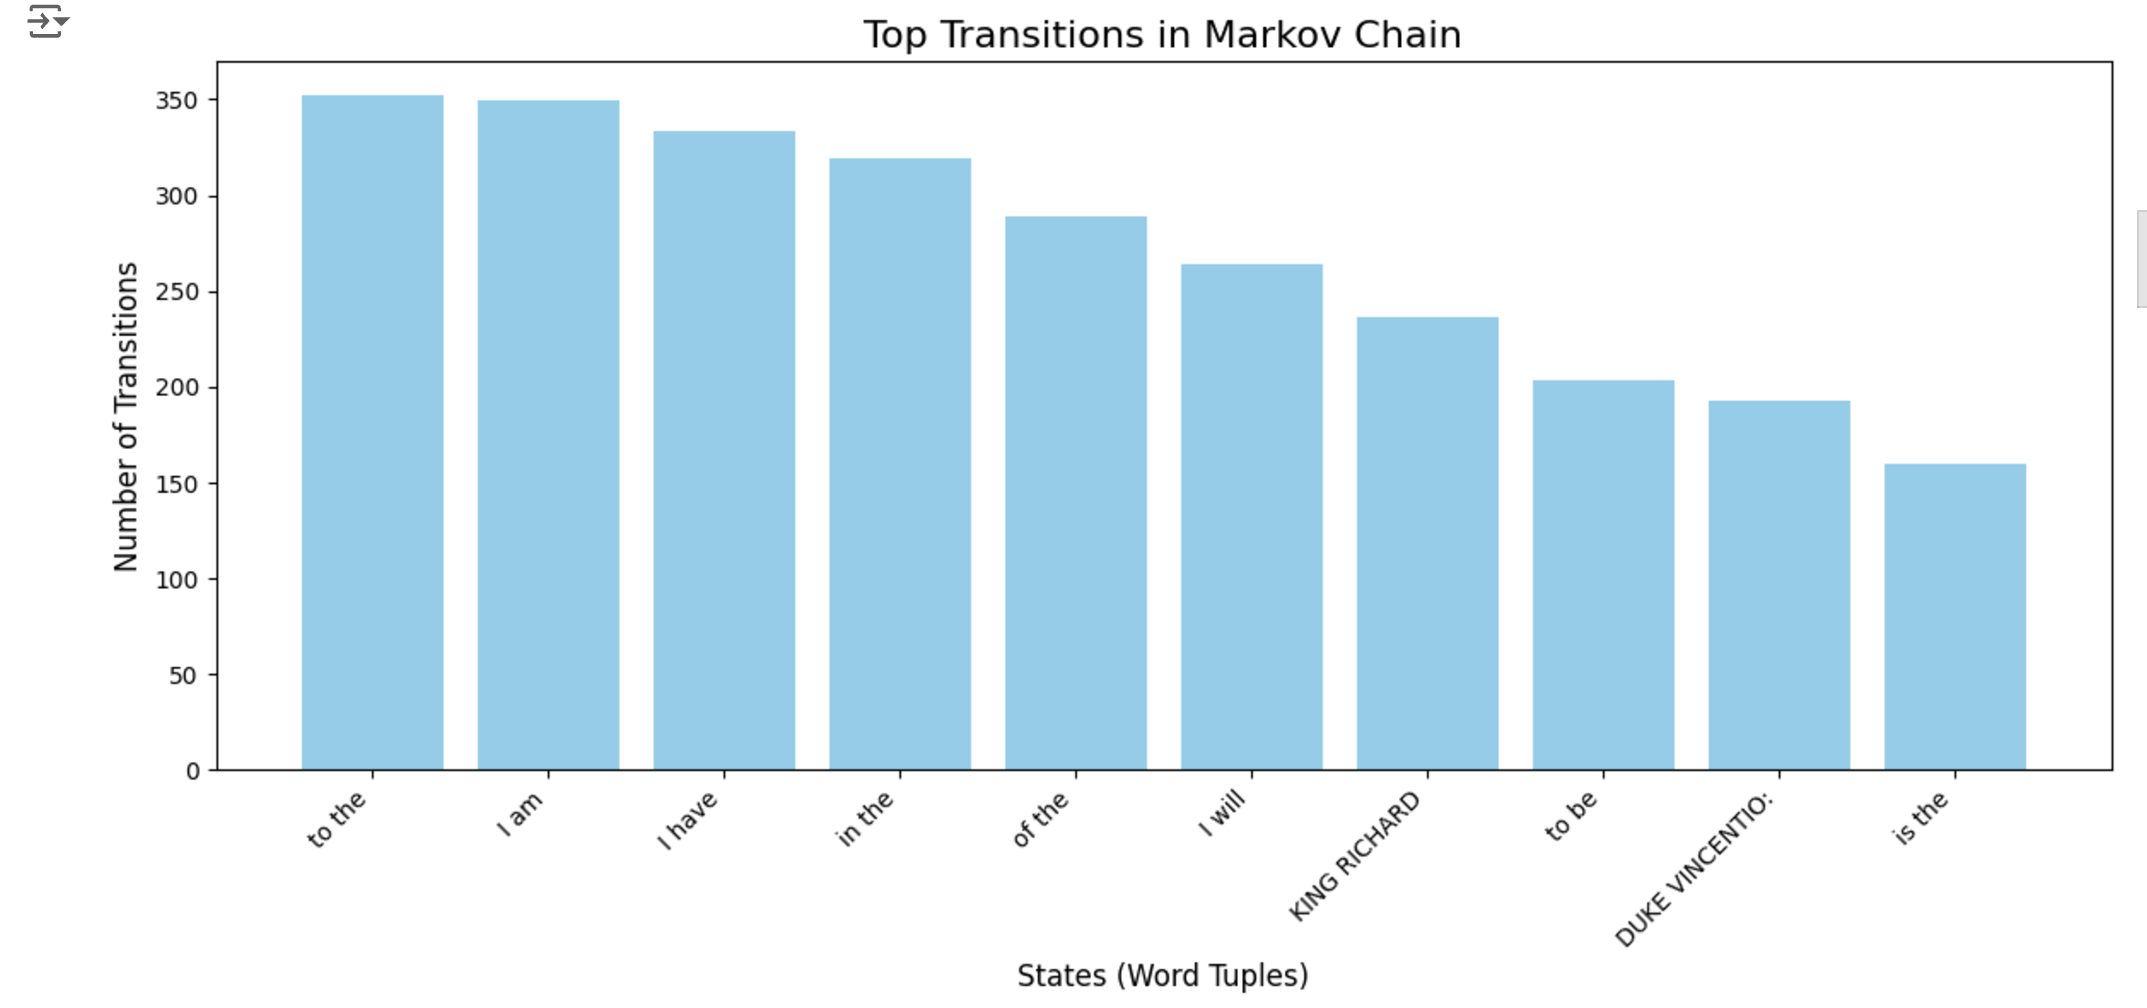 Top Transitions in Markov Chain
Number of Transitions
350
300
250
200
150
100
50
0
to the
I am
I have
in the
of the
I will
KING RICHARD
to be
DUKE VINCENTIO:
is the
States (Word Tuples)